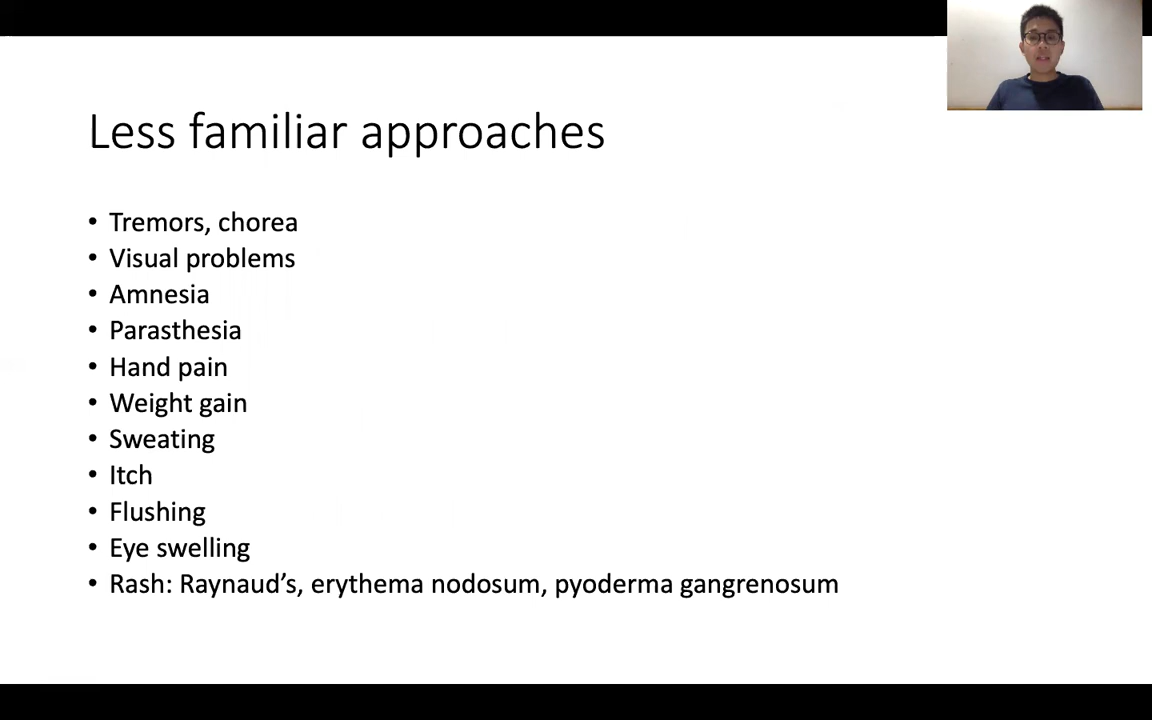 Less familiar approaches
• Tremors, chorea
• Visual problems
• Amnesia
• Parasthesia
• Hand pain
• Weight gain
• Sweating
• Itch
• Flushing
• Eye swelling
• Rash: Raynaud’s, erythema nodosum, pyoderma gangrenosum